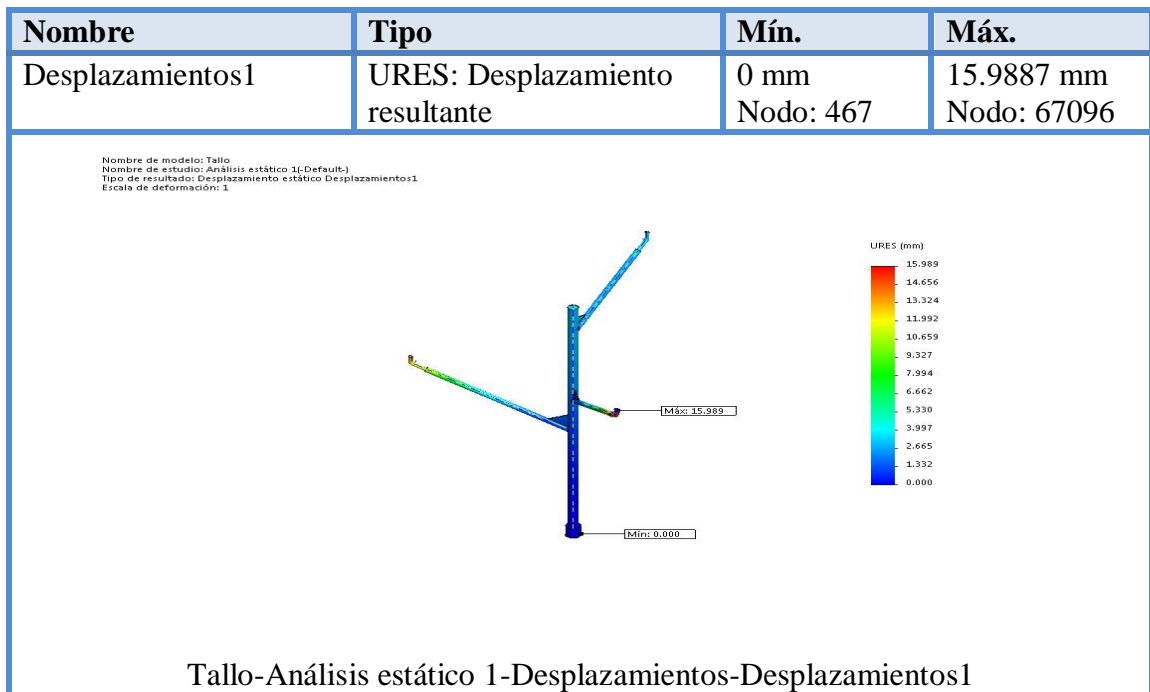 Nombre Tipo Mín. Máx.
Desplazamientos1 URES: Desplazamiento resultante 0 mm Nodo: 467 15.9887 mm Nodo: 67096
Nombre de modelo: Tallo
Nombre de estudio: Análisis estático 1(-Default-)
Tipo de resultado: Desplazamiento estático Desplazamientos1
Escala de deformación: 1
URES (mm)
15.989
14.656
13.324
11.992
10.659
9.327
7.994
6.662
5.330
3.997
2.665
1.332
0.000
Máx: 15.989
Mín: 0.000
Tallo-Análisis estático 1-Desplazamientos-Desplazamientos1